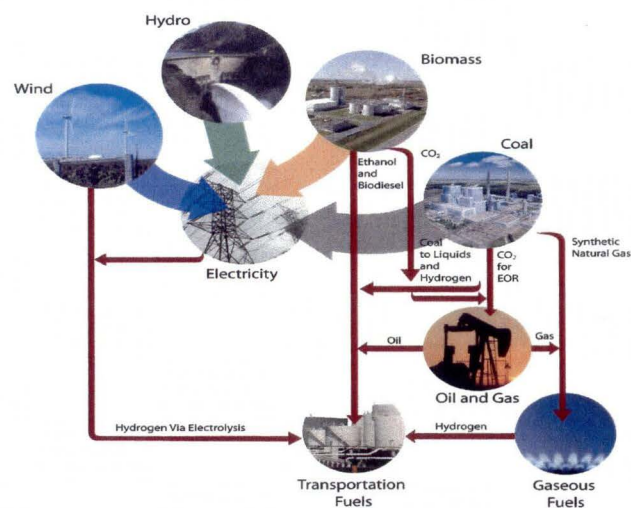 Hydro
Biomass
Wind
Coal
Ethanol
and
Biodiesel
CO₂
Electricity
Coal
to Liquids
and
Hydrogen
CO₂
for
EOR
Synthetic
Natural Gas
Oil
Gas
Oil and Gas
Hydrogen Via Electrolysis
Hydrogen
Transportation
Fuels
Gaseous
Fuels